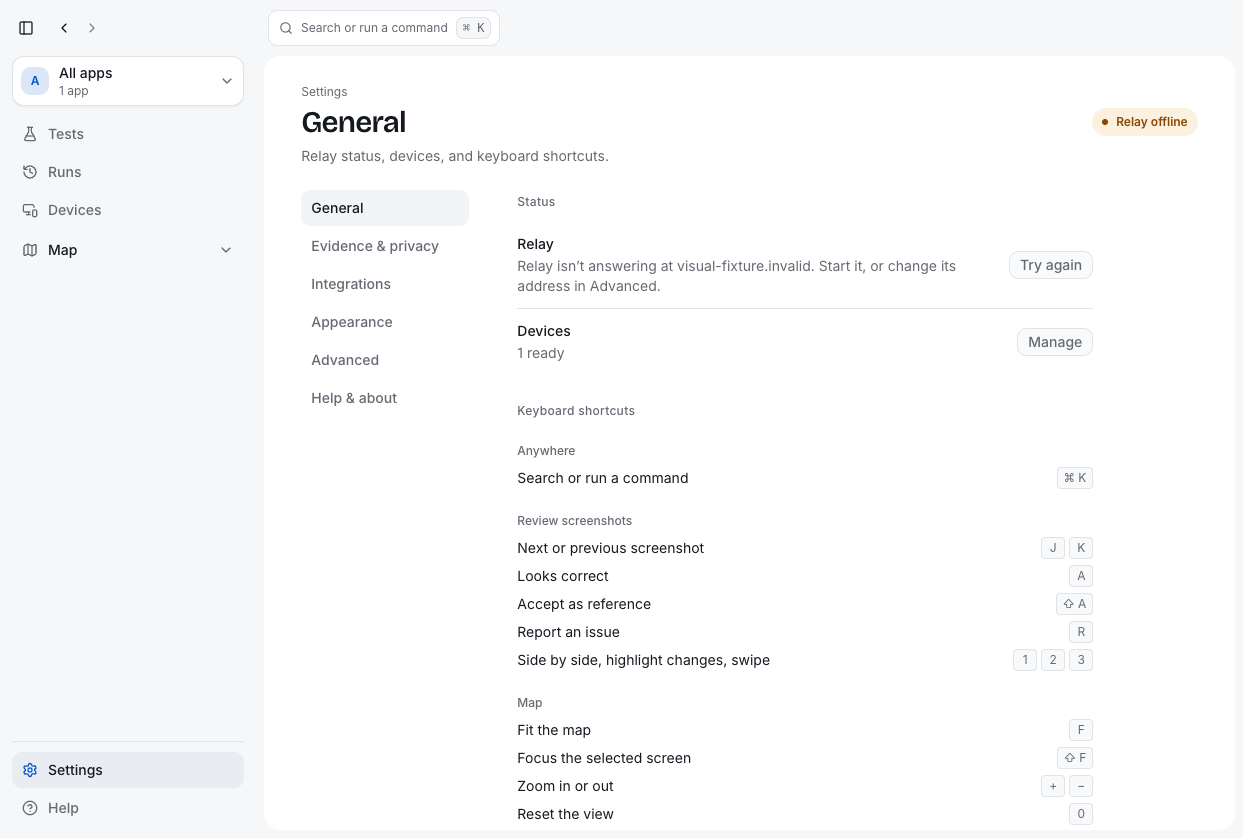 Search or run a command ⌘ K
A
All apps
1 app
Tests
Runs
Devices
Map
Settings
Help
Settings
General
Relay offline
Relay status, devices, and keyboard shortcuts.
General
Evidence & privacy
Integrations
Appearance
Advanced
Help & about
Status
Relay
Relay isn’t answering at visual-fixture.invalid. Start it, or change its
address in Advanced.
Try again
Devices
1 ready
Manage
Keyboard shortcuts
Anywhere
Search or run a command ⌘ K
Review screenshots
Next or previous screenshot J K
Looks correct A
Accept as reference ⇧ A
Report an issue R
Side by side, highlight changes, swipe 1 2 3
Map
Fit the map F
Focus the selected screen ⇧ F
Zoom in or out + −
Reset the view 0